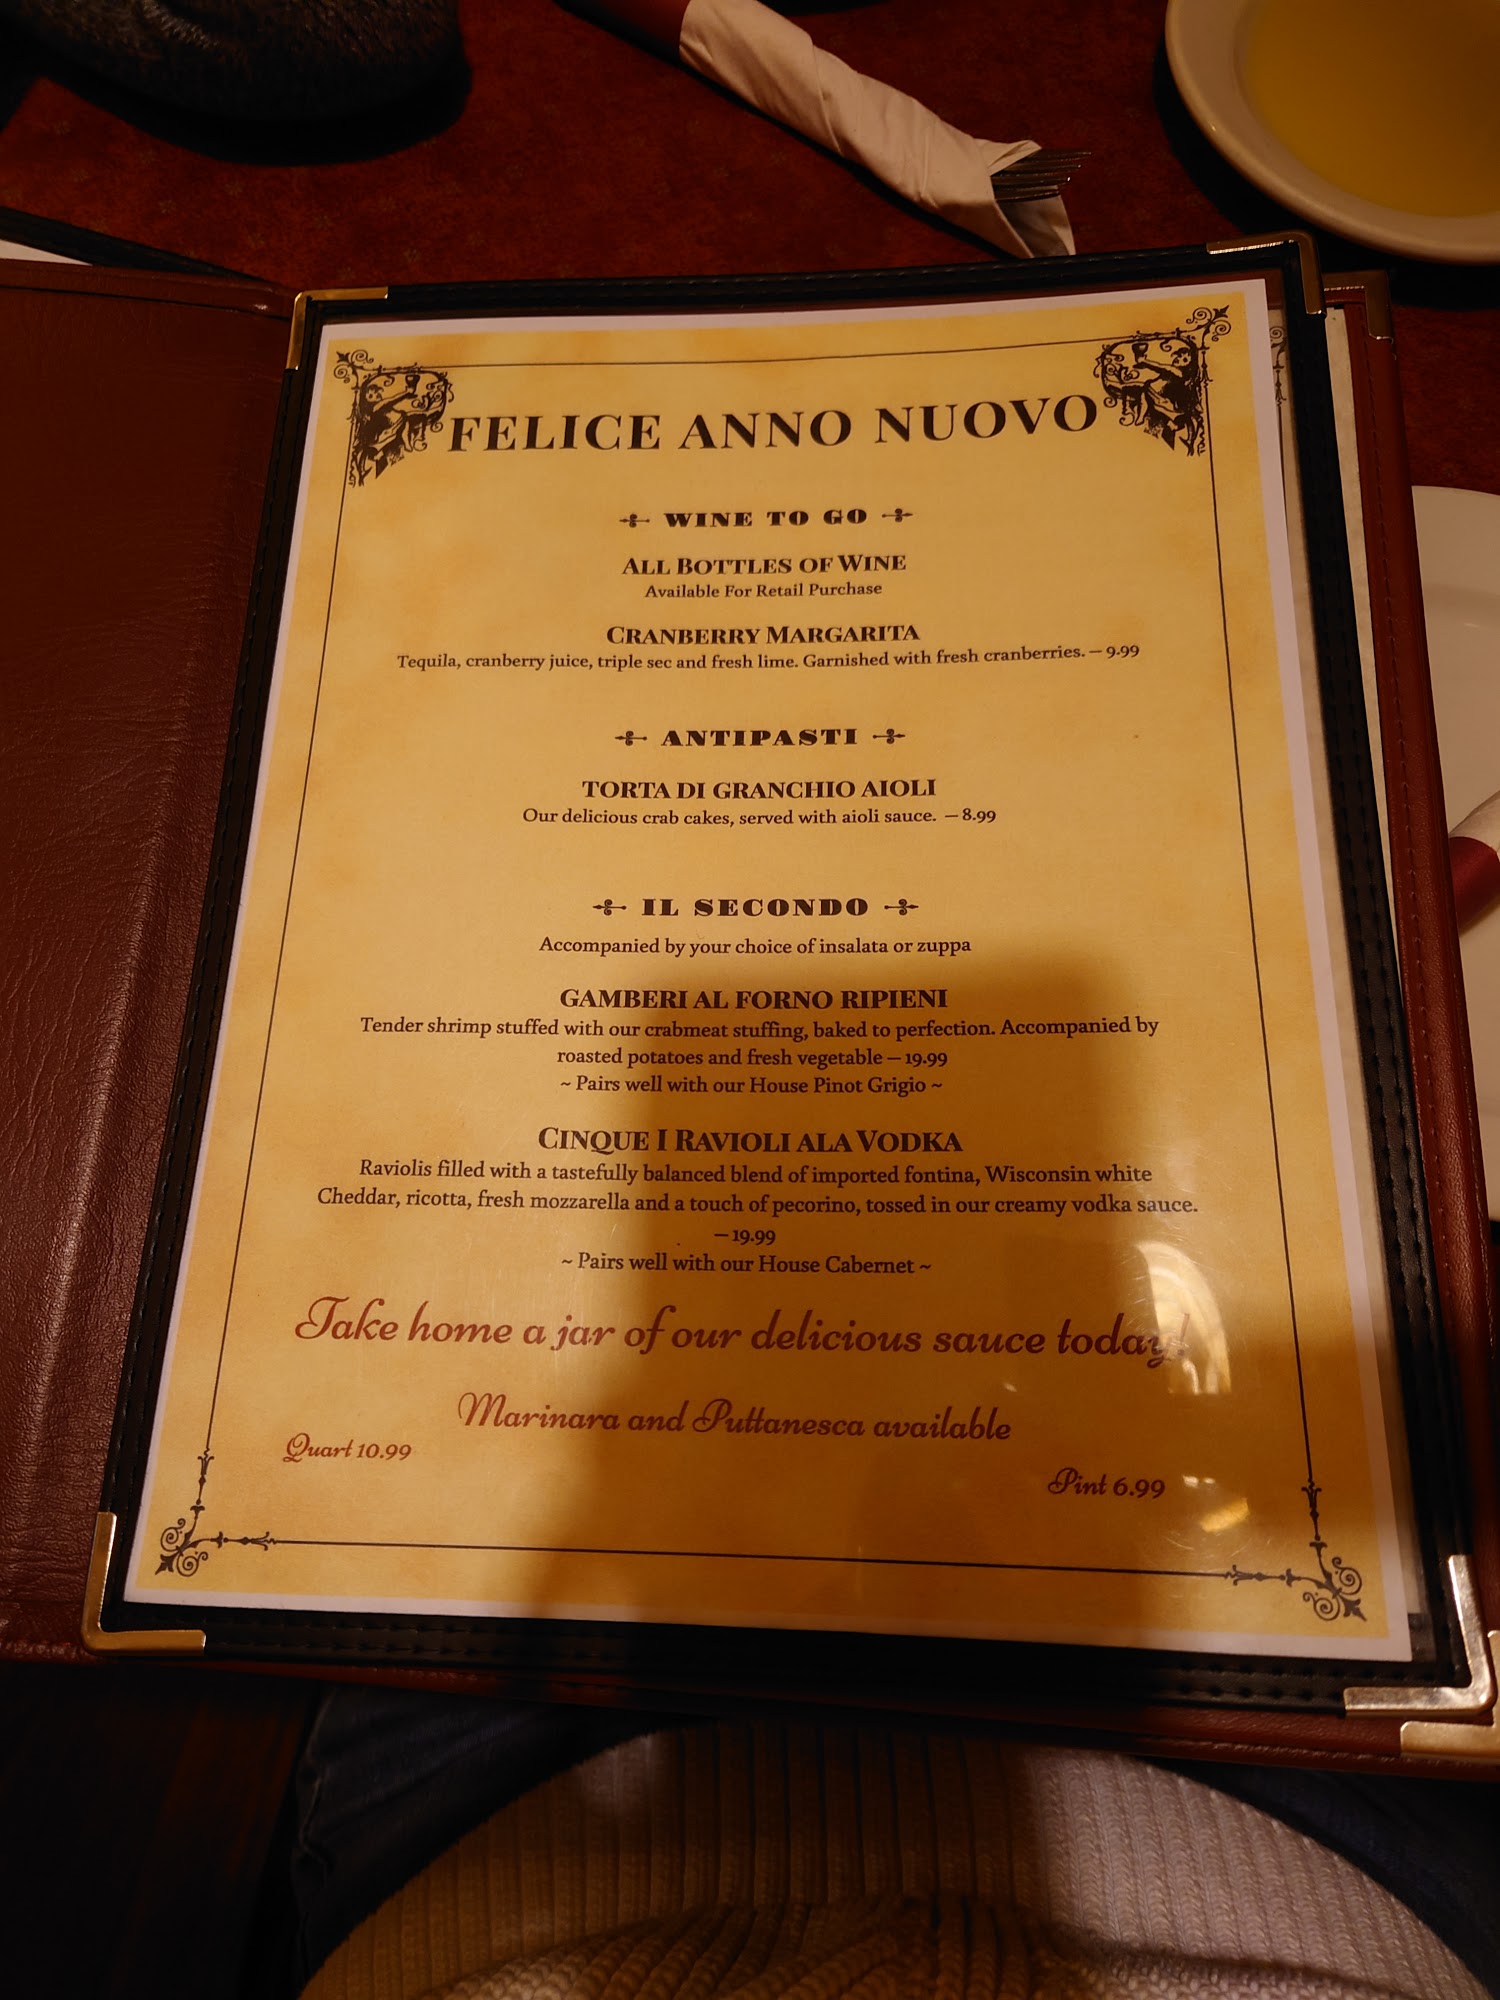 FELICE ANNO NUOVO
WINE TO GO
ALL BOTTLES OF WINE
Available For Retail Purchase
CRANBERRY MARGARITA
Tequila, cranberry juice, triple sec and fresh lime. Garnished with fresh cranberries. — 9.99
ANTIPASTI
TORTA DI GRANCHIO AIOLI
Our delicious crab cakes, served with aioli sauce. — 8.99
IL SECONDO
Accompanied by your choice of insalata or zuppa
GAMBERI AL FORNO RIPIENI
Tender shrimp stuffed with our crabmeat stuffing, baked to perfection. Accompanied by
roasted potatoes and fresh vegetable — 19.99
~ Pairs well with our House Pinot Grigio ~
CINQUE I RAVIOLI ALA VODKA
Raviolis filled with a tastefully balanced blend of imported fontina, Wisconsin white
Cheddar, ricotta, fresh mozzarella and a touch of pecorino, tossed in our creamy vodka sauce.
— 19.99
~ Pairs well with our House Cabernet ~
Take home a jar of our delicious sauce today!
Marinara and Puttanesca available
Quart 10.99
Pint 6.99